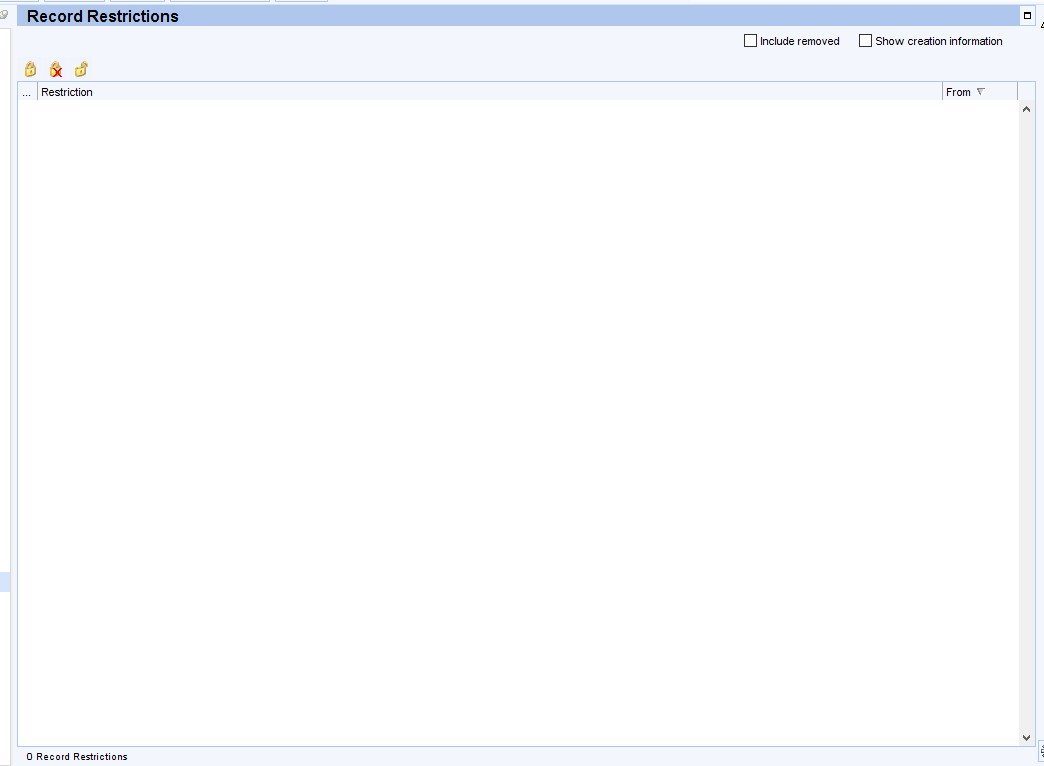 Record Restrictions
Include removed Show creation information
... Restriction From
0 Record Restrictions